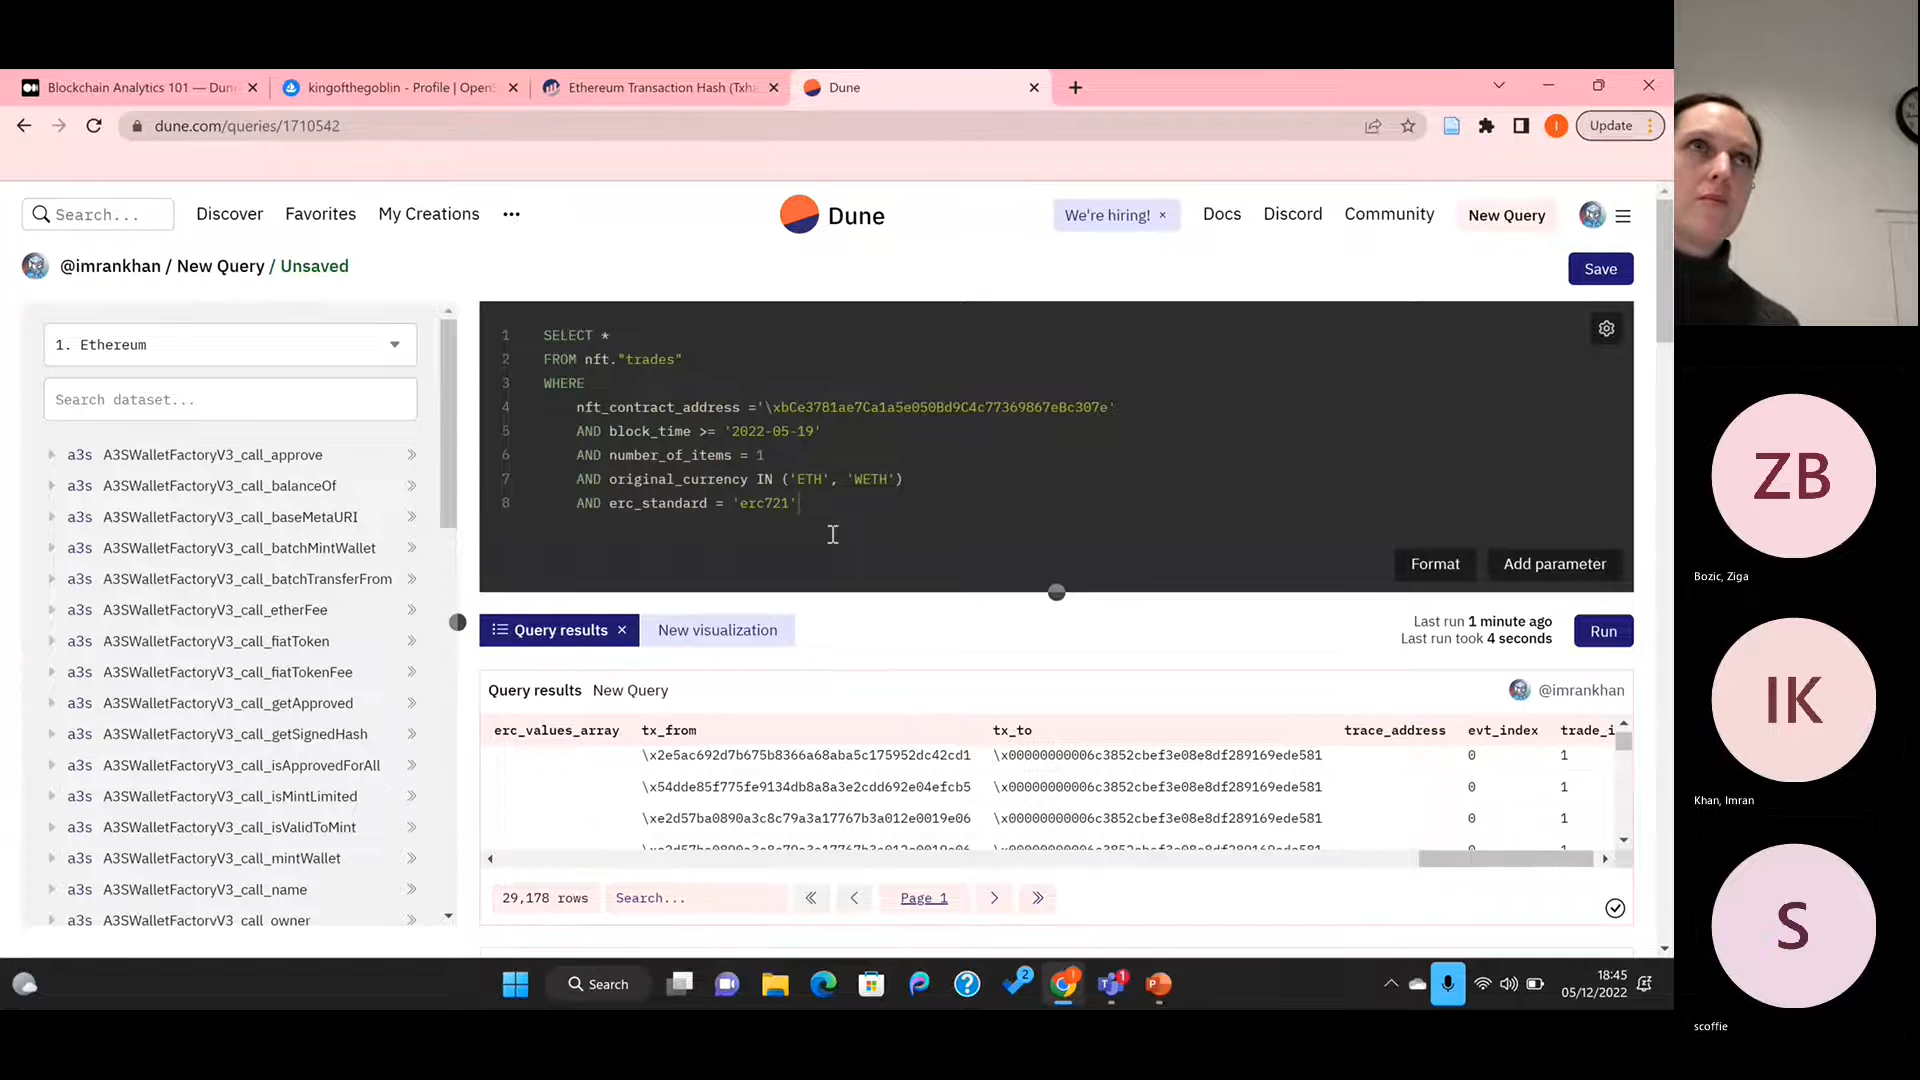 Blockchain Analytics 101 — Dun
kingofthegoblin - Profile | Open
Ethereum Transaction Hash (Txha
Dune
dune.com/queries/1710542
Update
Search...
Discover
Favorites
My Creations
Dune
We're hiring! ×
Docs
Discord
Community
New Query
@imrankhan / New Query / Unsaved
Save
1. Ethereum
Search dataset...
a3s A3SWalletFactoryV3_call_approve
a3s A3SWalletFactoryV3_call_balanceOf
a3s A3SWalletFactoryV3_call_baseMetaURI
a3s A3SWalletFactoryV3_call_batchMintWallet
a3s A3SWalletFactoryV3_call_batchTransferFrom
a3s A3SWalletFactoryV3_call_etherFee
a3s A3SWalletFactoryV3_call_fiatToken
a3s A3SWalletFactoryV3_call_fiatTokenFee
a3s A3SWalletFactoryV3_call_getApproved
a3s A3SWalletFactoryV3_call_getSignedHash
a3s A3SWalletFactoryV3_call_isApprovedForAll
a3s A3SWalletFactoryV3_call_isMintLimited
a3s A3SWalletFactoryV3_call_isValidToMint
a3s A3SWalletFactoryV3_call_mintWallet
a3s A3SWalletFactoryV3_call_name
a3s A3SWalletFactoryV3_call_owner
1 SELECT *
2 FROM nft."trades"
3 WHERE
4 nft_contract_address ='\xbCe3781ae7Ca1a5e050Bd9C4c77369867eBc307e'
5 AND block_time >= '2022-05-19'
6 AND number_of_items = 1
7 AND original_currency IN ('ETH', 'WETH')
8 AND erc_standard = 'erc721'
Format
Add parameter
Query results
New visualization
Last run 1 minute ago
Last run took 4 seconds
Run
Query results New Query
@imrankhan
erc_values_array tx_from tx_to trace_address evt_index trade_i
\x2e5ac692d7b675b8366a68aba5c175952dc42cd1 \x00000000006c3852cbef3e08e8df289169ede581 0 1
\x54dde85f775fe9134db8a8a3e2cdd692e04efcb5 \x00000000006c3852cbef3e08e8df289169ede581 0 1
\xe2d57ba0890a3c8c79a3a17767b3a012e0019e06 \x00000000006c3852cbef3e08e8df289169ede581 0 1
\xe2d57ba0890a3c8c79a3a17767b3a012e0019e06 \x00000000006c3852cbef3e08e8df289169ede581 0 1
29,178 rows
Search...
Page 1
Search
2
1
18:45
05/12/2022
ZB
Bozic, Ziga
IK
Khan, Imran
S
scoffie